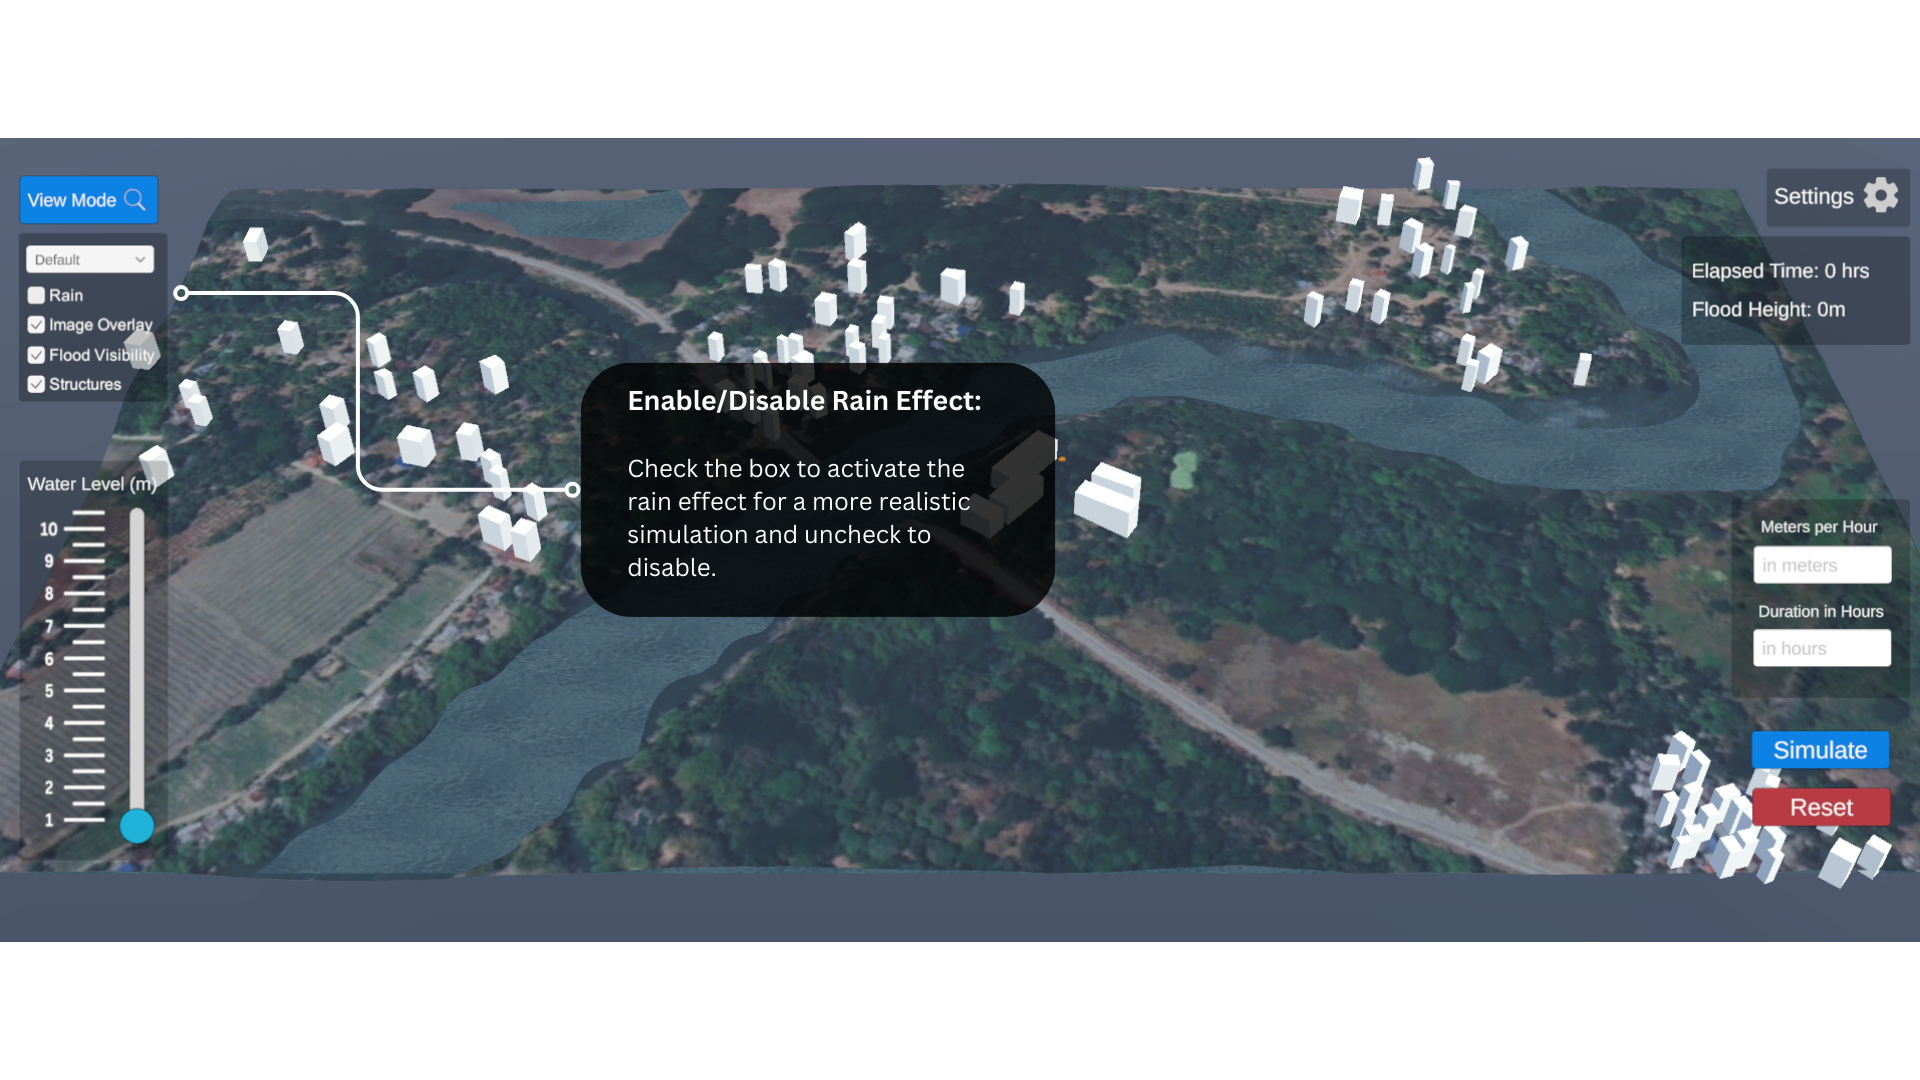 View Mode
Default
Rain
Image Overlay
Flood Visibility
Structures
Water Level (m)
10
9
8
7
6
5
4
3
2
1
Enable/Disable Rain Effect:
Check the box to activate the
rain effect for a more realistic
simulation and uncheck to
disable.
Settings
Elapsed Time: 0 hrs
Flood Height: 0m
Meters per Hour
in meters
Duration in Hours
in hours
Simulate
Reset